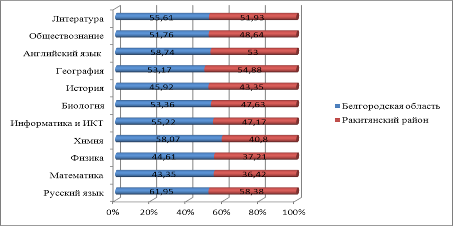 Литература 55,61 51,93
Обществознание 51,76 48,64
Английский язык 58,74 53
География 53,17 54,88
История 45,92 43,35
Биология 53,36 47,63
Информатика и ИКТ 55,22 47,17
Химия 58,07 40,8
Физика 44,61 37,21
Математика 43,35 36,42
Русский язык 61,95 58,38
0% 20% 40% 60% 80% 100%
Белгородская область
Ракитянский район